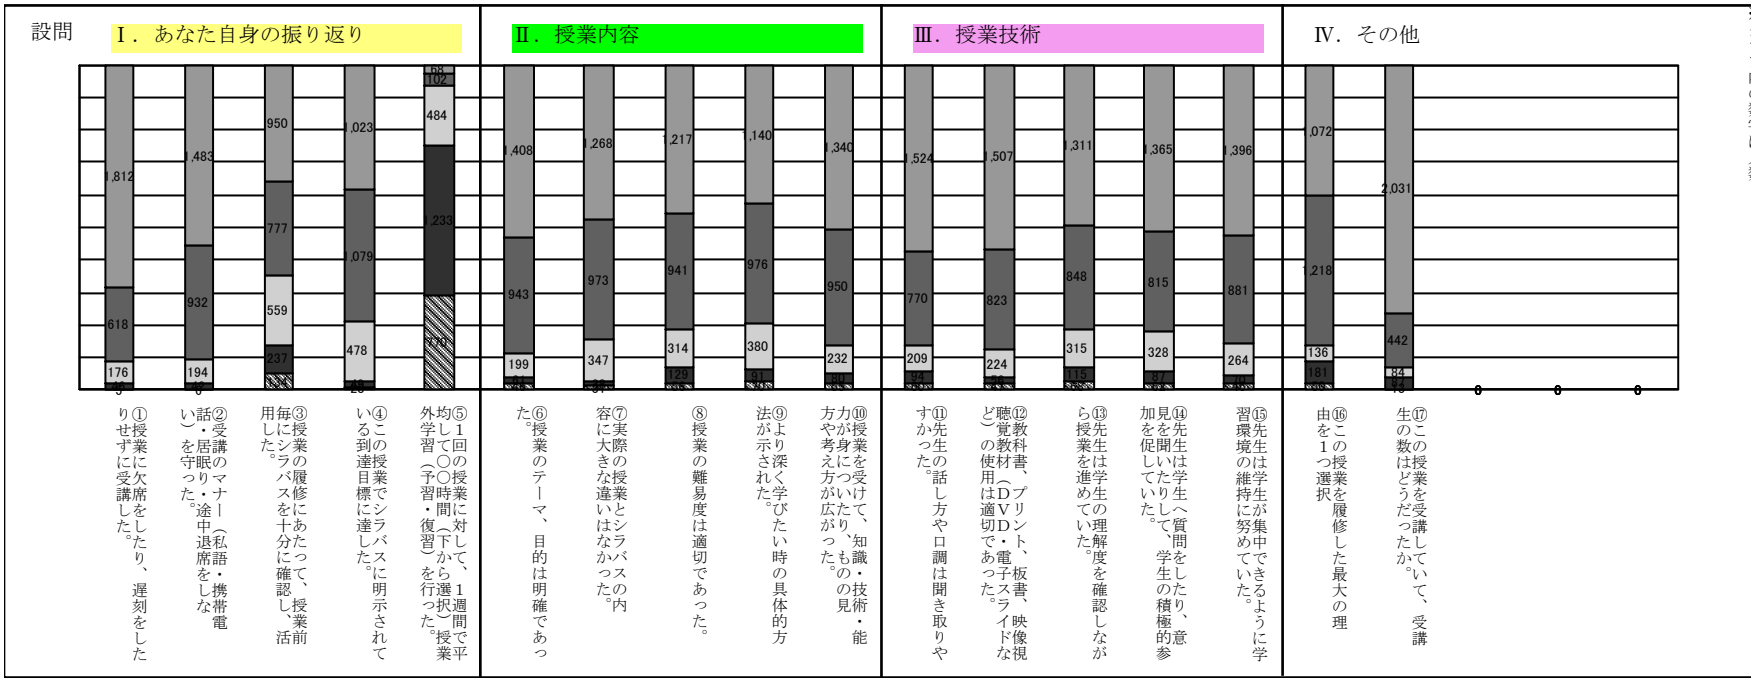 設問
Ⅰ．あなた自身の振り返り
Ⅱ．授業内容
Ⅲ．授業技術
Ⅳ．その他
1,812
618
176
1,483
932
194
950
777
559
237
134
1,023
1,079
478
68
102
484
1,233
770
1,408
943
199
1,268
973
347
1,217
941
314
129
1,140
976
380
91
1,340
950
232
80
1,524
770
209
94
1,507
823
224
56
1,311
848
315
115
1,365
815
328
87
1,396
881
264
70
1,072
1,218
136
181
2,031
442
84
0
0
0
①授業に欠席をしたり、遅刻をした
りせずに受講した。
②受講のマナー（私語・携帯電
話・居眠り・途中退席をしな
い）を守った。
③授業の履修にあたって、授業前
毎にシラバスを十分に確認し、活
用した。
④この授業でシラバスに明示されて
いる到達目標に達した。
⑤１回の授業に対して、１週間で平
均して〇〇時間（下から選択）授業
外学習（予習・復習）を行った。
⑥授業のテーマ、目的は明確であっ
た。
⑦実際の授業とシラバスの内
容に大きな違いはなかった。
⑧授業の難易度は適切であった。
⑨より深く学びたい時の具体的方
法が示された。
⑩授業を受けて、知識・技術・能
力が身についたり、ものの見
方や考え方が広がった。
⑪先生の話し方や口調は聞き取りや
すかった。
⑫教科書、プリント、板書、映像視
聴覚教材（ＤＶＤ・電子スライドな
ど）の使用は適切であった。
⑬先生は学生の理解度を確認しなが
ら授業を進めていた。
⑭先生は学生へ質問をしたり、意
見を聞いたりして、学生の積極的参
加を促していた。
⑮先生は学生が集中できるように学
習環境の維持に努めていた。
⑯この授業を履修した最大の理
由を１つ選択
⑰この授業を受講していて、受講
生の数はどうだったか。